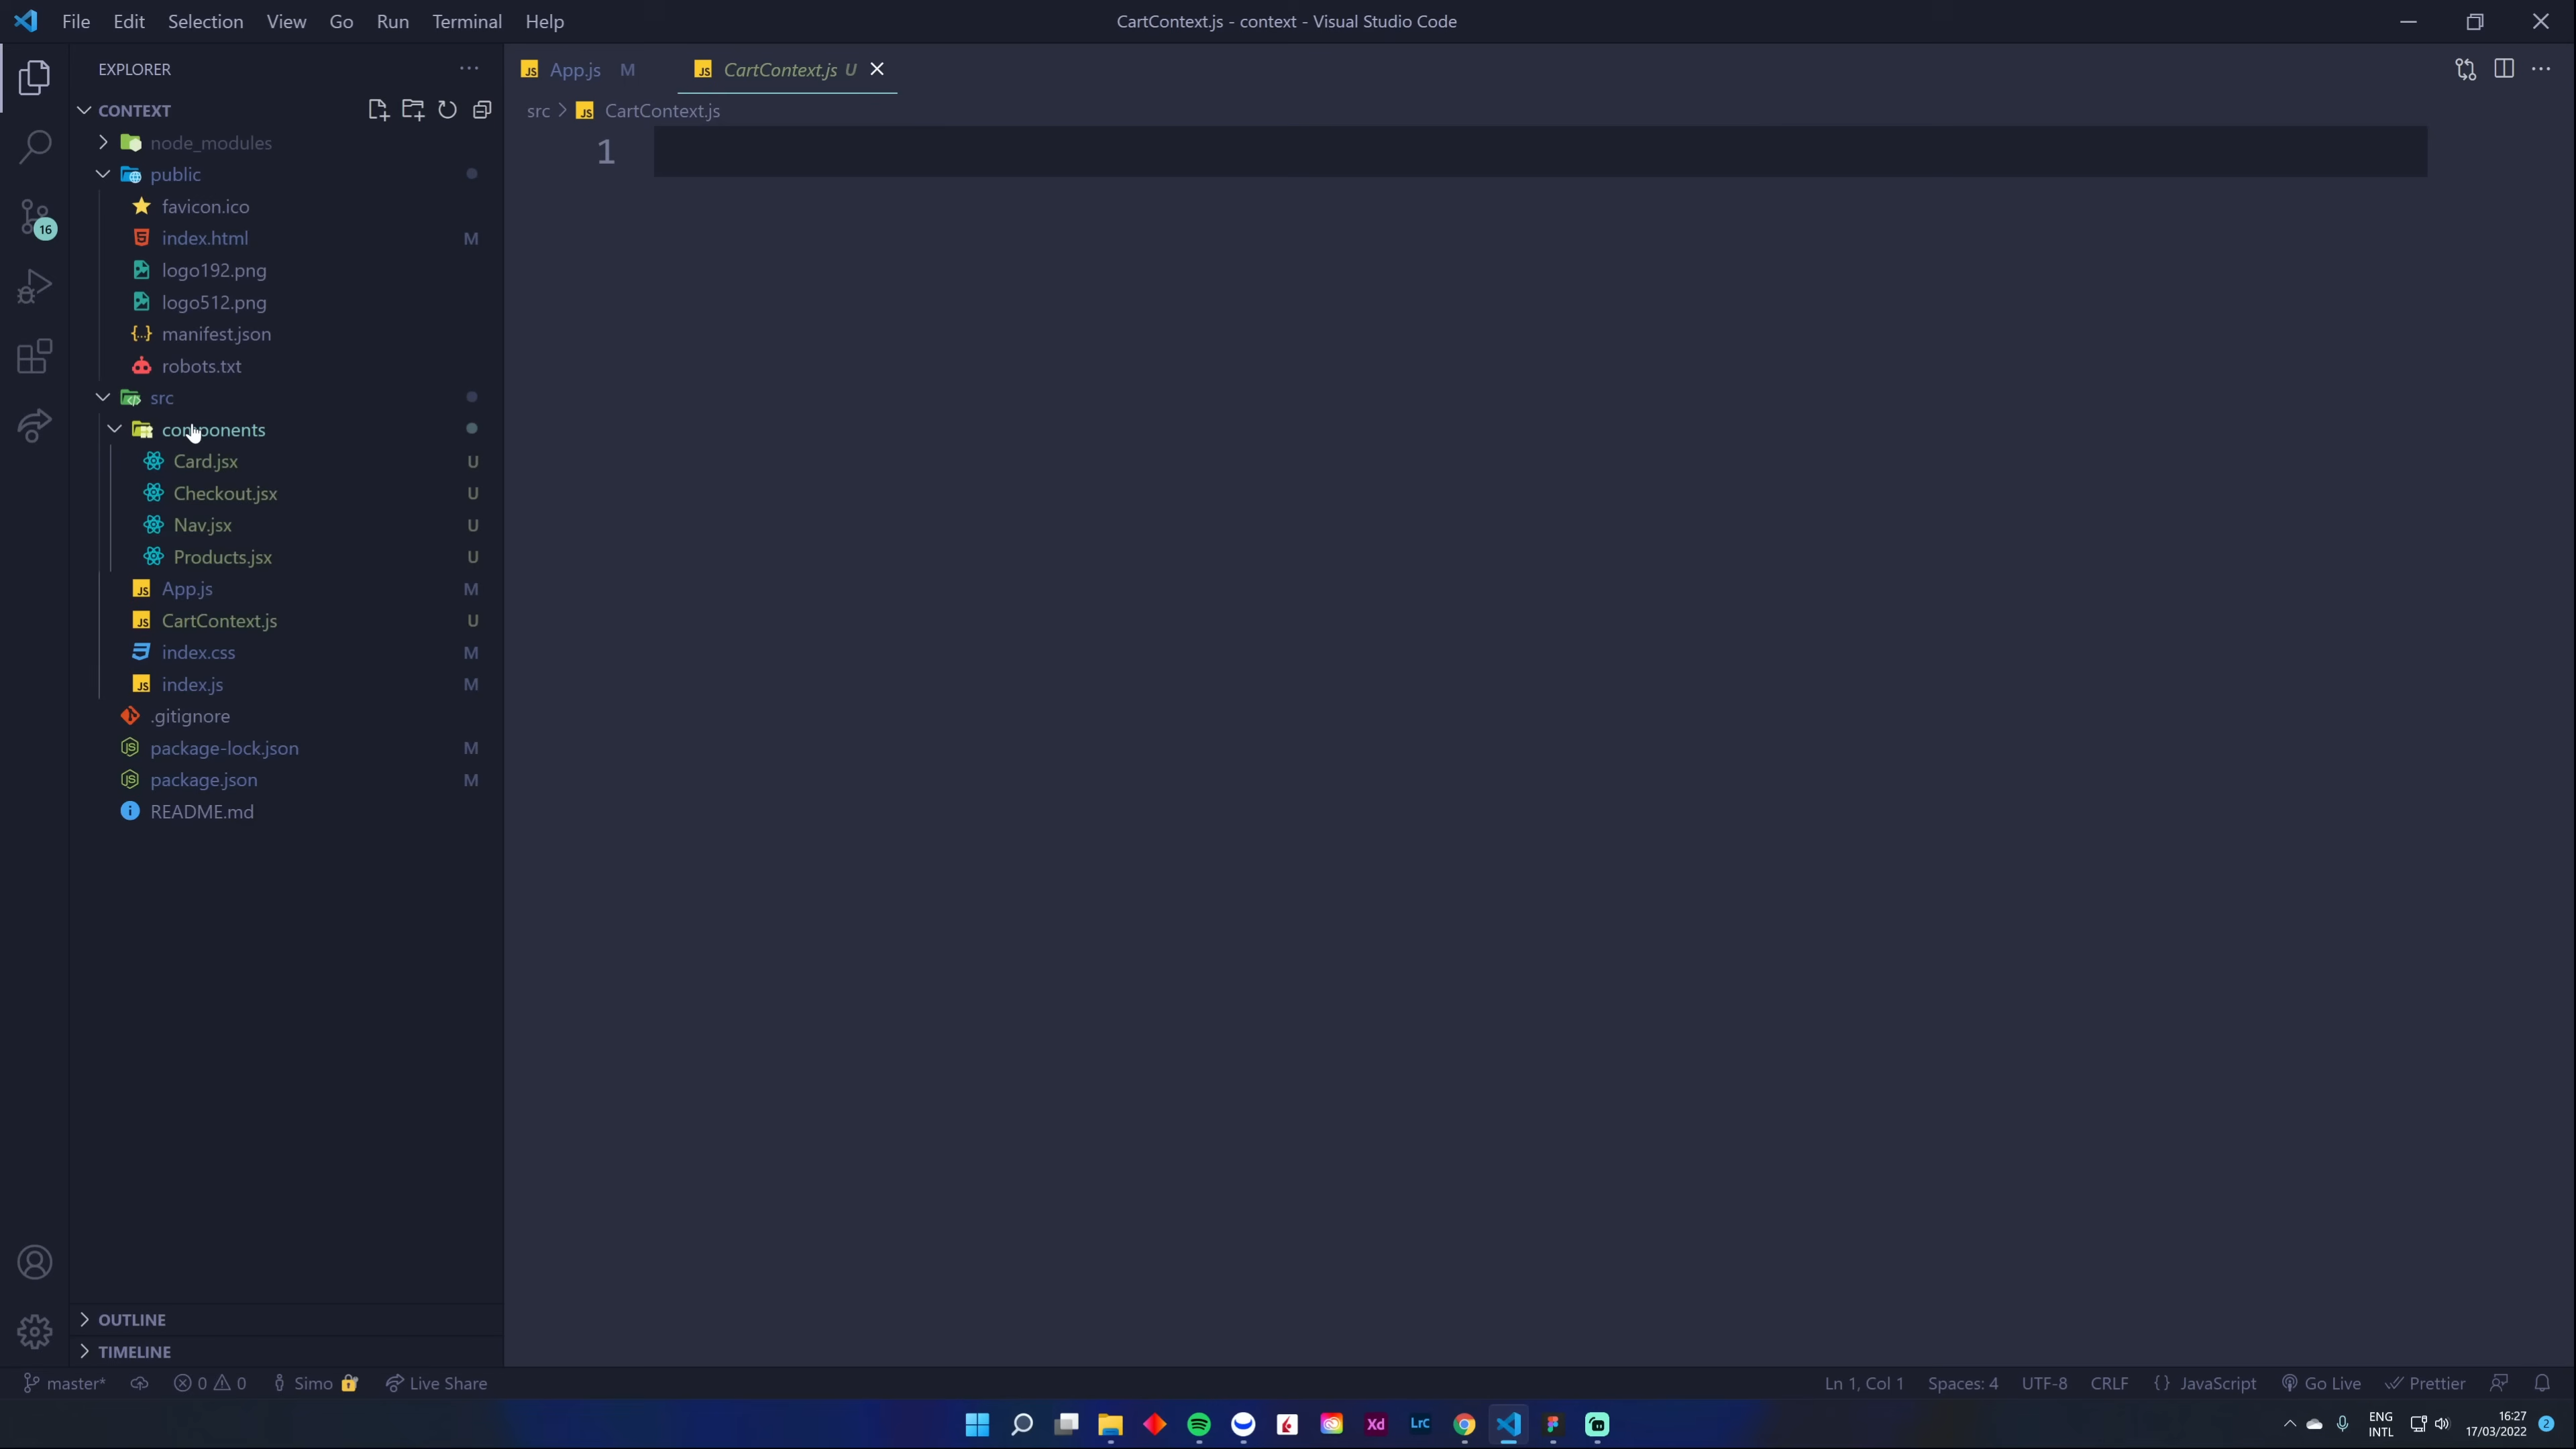 File Edit Selection View Go Run Terminal Help
CartContext.js - context - Visual Studio Code
EXPLORER
App.js M
CartContext.js U
CONTEXT
src > CartContext.js
node_modules
1
public
favicon.ico
index.html M
logo192.png
logo512.png
manifest.json
robots.txt
src
components
Card.jsx U
Checkout.jsx U
Nav.jsx U
Products.jsx U
App.js M
CartContext.js U
index.css M
index.js M
.gitignore
package-lock.json M
package.json M
README.md
16
OUTLINE
TIMELINE
master* 0 0 Simo Live Share
Ln 1, Col 1 Spaces: 4 UTF-8 CRLF {} JavaScript Go Live Prettier
Xd LrC
ENG
INTL
16:27
17/03/2022
2